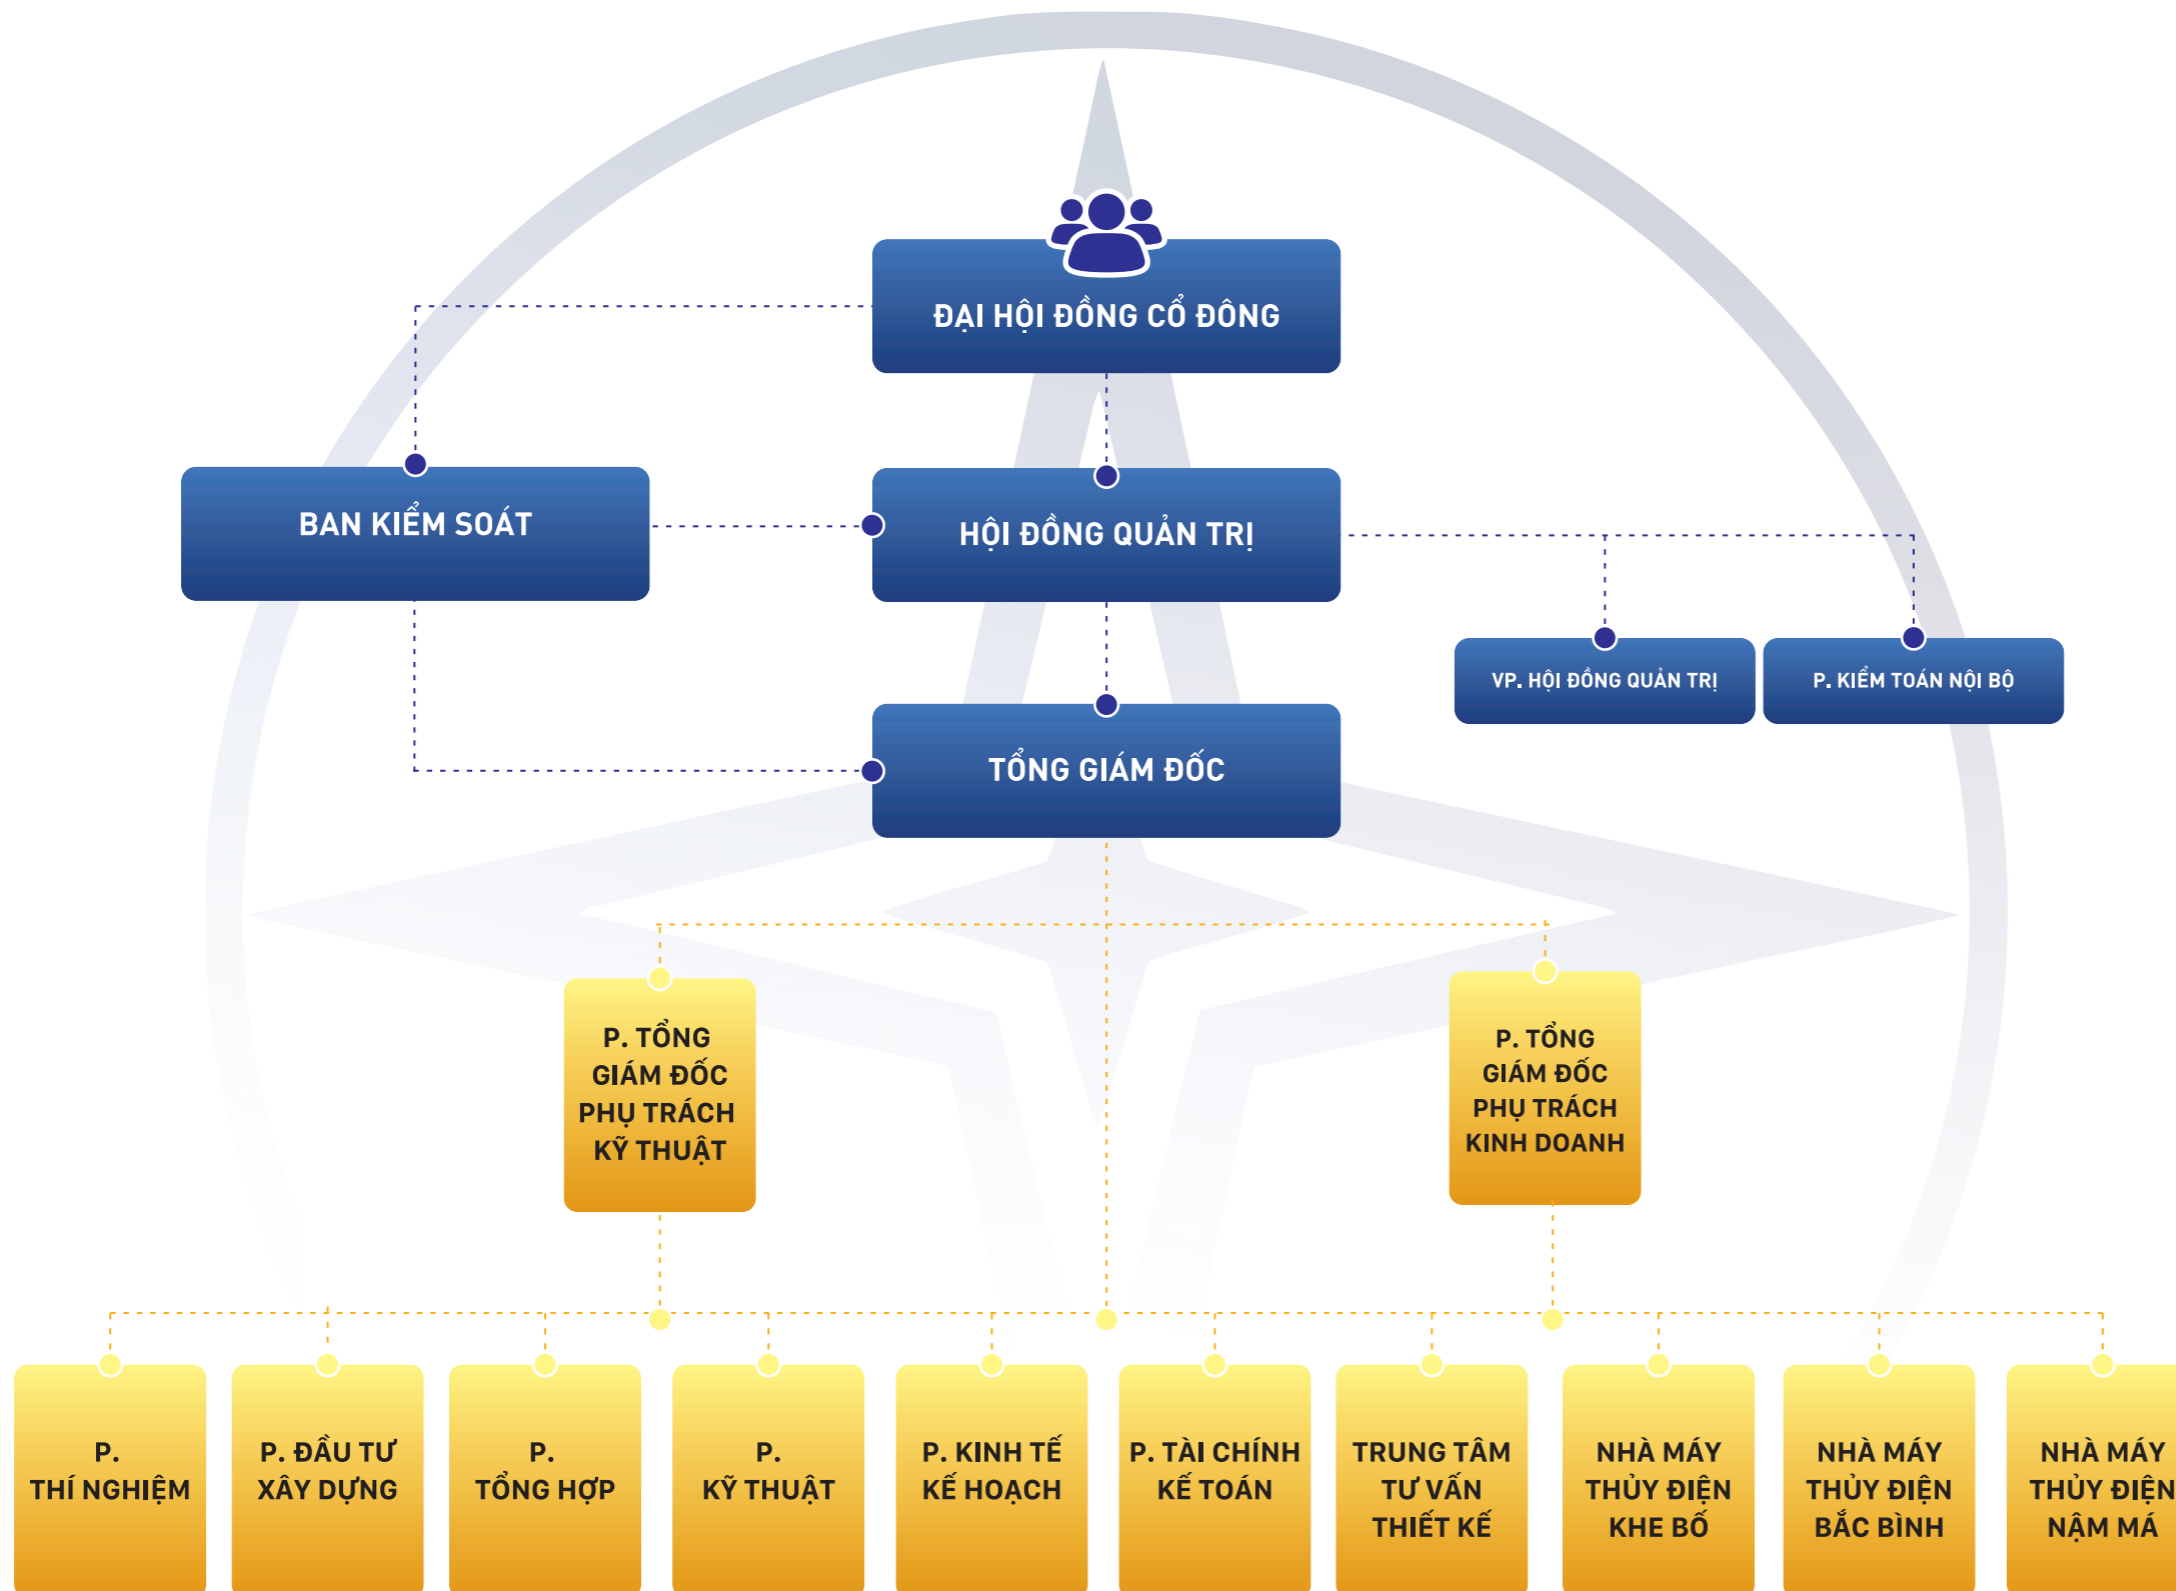 ĐẠI HỘI ĐỒNG CỔ ĐÔNG
BAN KIỂM SOÁT
HỘI ĐỒNG QUẢN TRỊ
VP. HỘI ĐỒNG QUẢN TRỊ
P. KIỂM TOÁN NỘI BỘ
TỔNG GIÁM ĐỐC
P. TỔNG
GIÁM ĐỐC
PHỤ TRÁCH
KỸ THUẬT
P. TỔNG
GIÁM ĐỐC
PHỤ TRÁCH
KINH DOANH
P.
THÍ NGHIỆM
P. ĐẦU TƯ
XÂY DỰNG
P.
TỔNG HỢP
P.
KỸ THUẬT
P. KINH TẾ
KẾ HOẠCH
P. TÀI CHÍNH
KẾ TOÁN
TRUNG TÂM
TƯ VẤN
THIẾT KẾ
NHÀ MÁY
THỦY ĐIỆN
KHE BỐ
NHÀ MÁY
THỦY ĐIỆN
BẮC BÌNH
NHÀ MÁY
THỦY ĐIỆN
NẬM MÁ